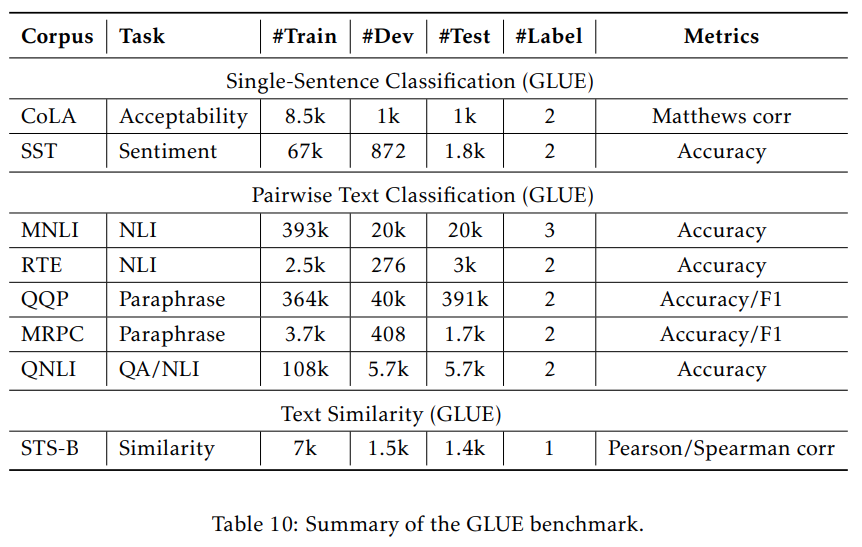 Corpus Task #Train #Dev #Test #Label Metrics
Single-Sentence Classification (GLUE)
CoLA Acceptability 8.5k 1k 1k 2 Matthews corr
SST Sentiment 67k 872 1.8k 2 Accuracy
Pairwise Text Classification (GLUE)
MNLI NLI 393k 20k 20k 3 Accuracy
RTE NLI 2.5k 276 3k 2 Accuracy
QQP Paraphrase 364k 40k 391k 2 Accuracy/F1
MRPC Paraphrase 3.7k 408 1.7k 2 Accuracy/F1
QNLI QA/NLI 108k 5.7k 5.7k 2 Accuracy
Text Similarity (GLUE)
STS-B Similarity 7k 1.5k 1.4k 1 Pearson/Spearman corr
Table 10: Summary of the GLUE benchmark.